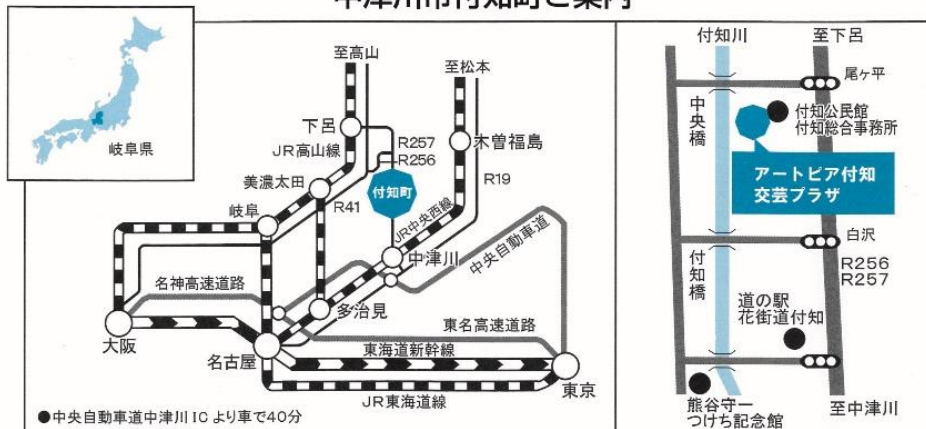 中津川市付知町ご案内
岐阜県
至高山
至松本
下呂
R257
R256
木曽福島
JR高山線
美濃太田
付知町
R19
R41
岐阜
JR中央西線
中津川
中央自動車道
名神高速道路
多治見
東名高速道路
大阪
名古屋
東海道新幹線
東京
JR東海道線
●中央自動車道中津川ICより車で40分
付知川
至下呂
尾ヶ平
中央橋
付知公民館
付知総合事務所
アートピア付知
交芸プラザ
白沢
付知橋
R256
R257
道の駅
花街道付知
熊谷守一
つけち記念館
至中津川